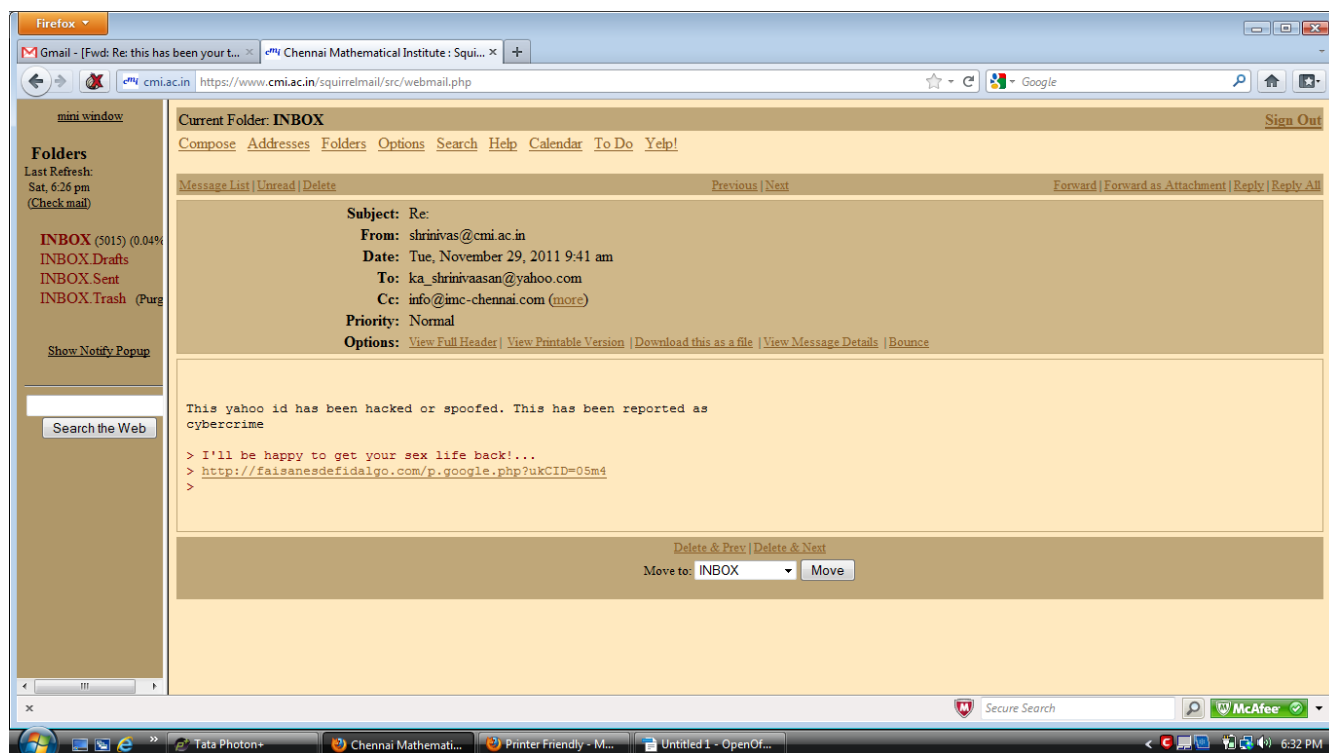 Firefox
Gmail - [Fwd: Re: this has been your t...
cmi Chennai Mathematical Institute : Squi...
cmi cmi.ac.in https://www.cmi.ac.in/squirrelmail/src/webmail.php
Google
mini window
Folders
Last Refresh:
Sat, 6:26 pm
(Check mail)
INBOX (5015) (0.04%
INBOX.Drafts
INBOX.Sent
INBOX.Trash (Purg
Show Notify Popup
Search the Web
Current Folder: INBOX
Sign Out
Compose Addresses Folders Options Search Help Calendar To Do Yelp!
Message List | Unread | Delete
Previous | Next
Forward | Forward as Attachment | Reply | Reply All
Subject: Re:
From: shrinivas@cmi.ac.in
Date: Tue, November 29, 2011 9:41 am
To: ka_shrinivaasan@yahoo.com
Cc: info@imc-chennai.com (more)
Priority: Normal
Options: View Full Header | View Printable Version | Download this as a file | View Message Details | Bounce
This yahoo id has been hacked or spoofed. This has been reported as
cybercrime
> I'll be happy to get your sex life back!...
> http://faisanesdefidalgo.com/p.google.php?ukCID=05m4
>
Delete & Prev | Delete & Next
Move to: INBOX Move
Secure Search
McAfee
Tata Photon+
Chennai Mathemati...
Printer Friendly - M...
Untitled 1 - OpenOf...
6:32 PM